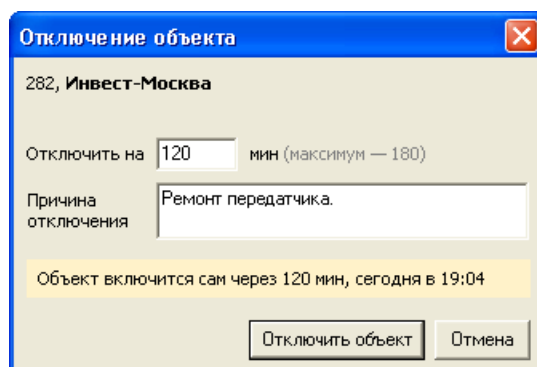 Отключение объекта
282, Инвест-Москва
Отключить на 120 мин (максимум — 180)
Причина отключения
Ремонт передатчика.
Объект включится сам через 120 мин, сегодня в 19:04
Отключить объект Отмена